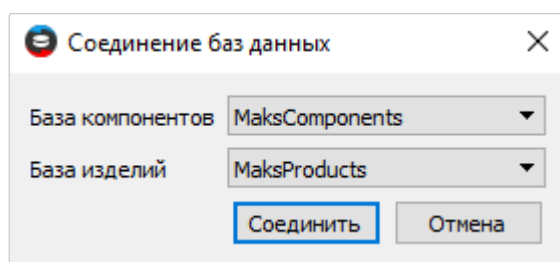 Соединение баз данных
База компонентов MaksComponents
База изделий MaksProducts
Соединить Отмена